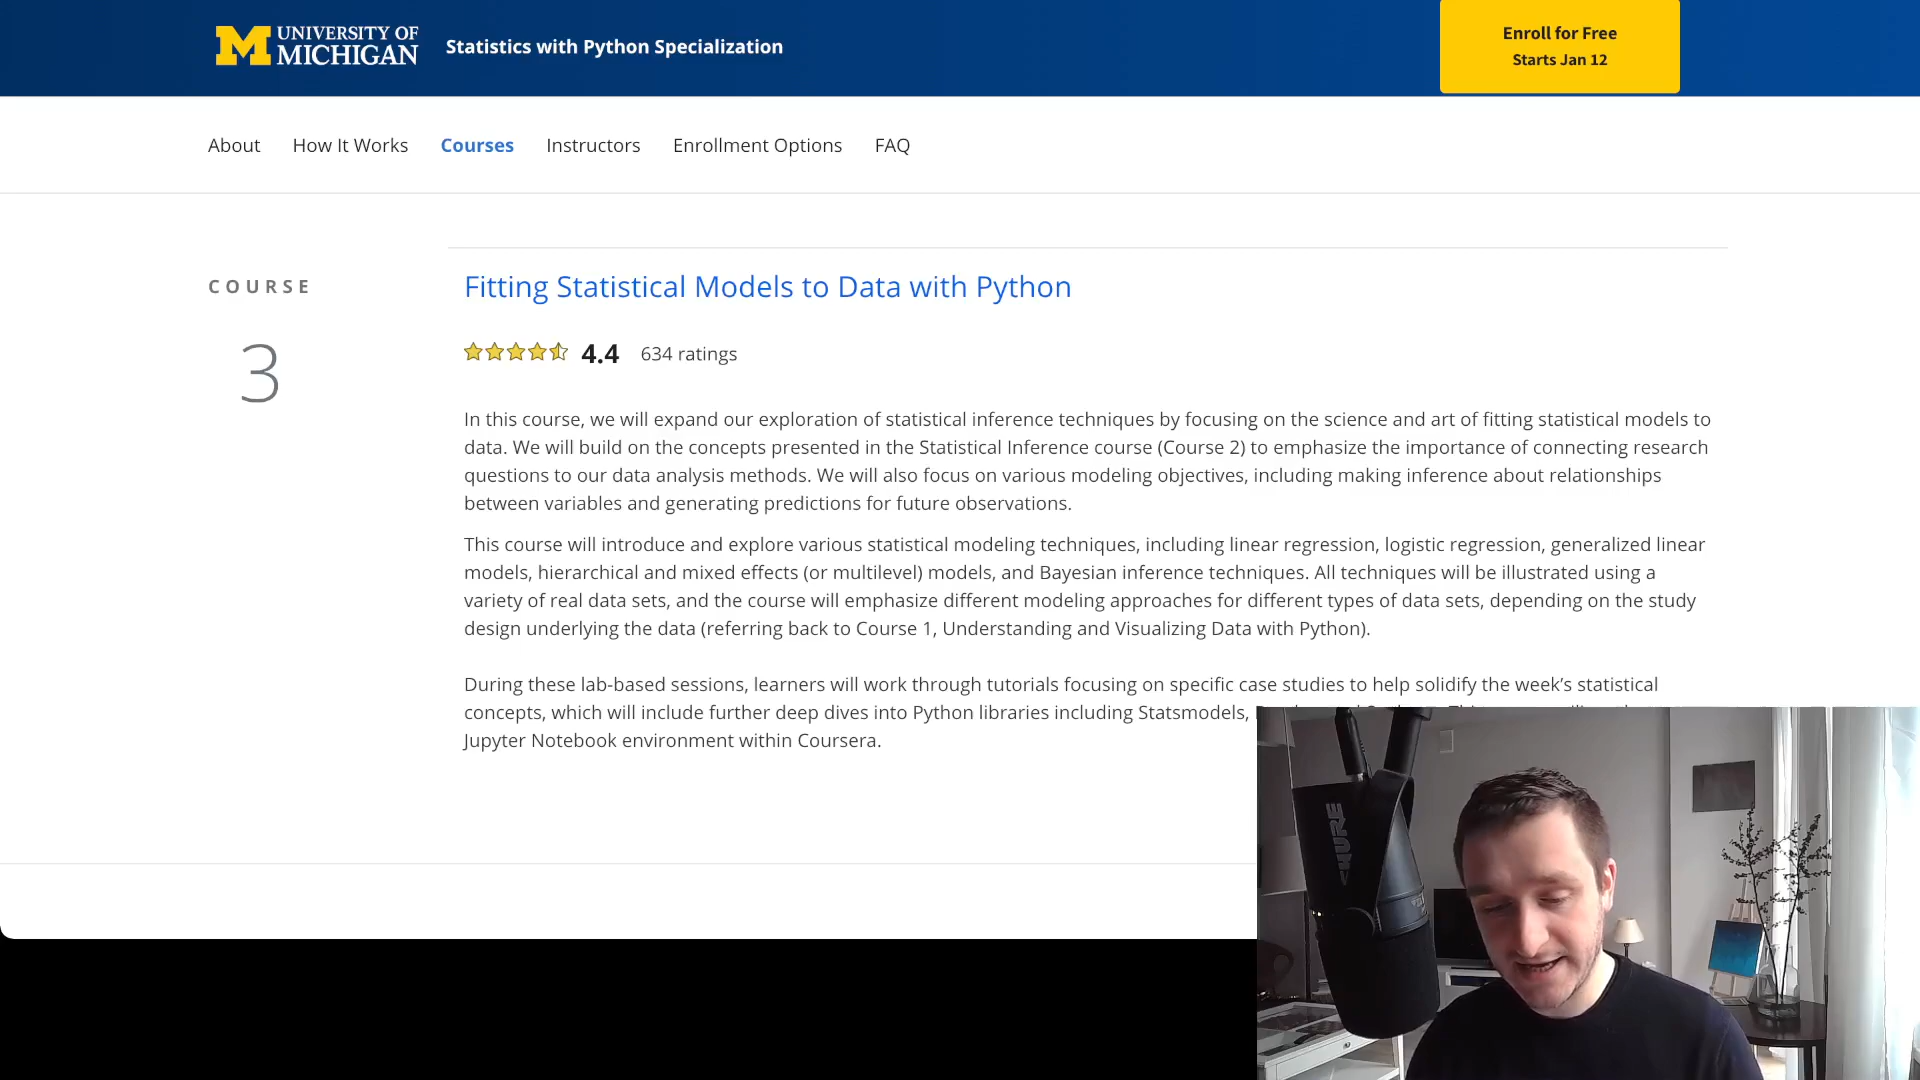 UNIVERSITY OF
MICHIGAN
Statistics with Python Specialization
Enroll for Free
Starts Jan 12
About How It Works Courses Instructors Enrollment Options FAQ
COURSE
3
Fitting Statistical Models to Data with Python
4.4 634 ratings
In this course, we will expand our exploration of statistical inference techniques by focusing on the science and art of fitting statistical models to
data. We will build on the concepts presented in the Statistical Inference course (Course 2) to emphasize the importance of connecting research
questions to our data analysis methods. We will also focus on various modeling objectives, including making inference about relationships
between variables and generating predictions for future observations.
This course will introduce and explore various statistical modeling techniques, including linear regression, logistic regression, generalized linear
models, hierarchical and mixed effects (or multilevel) models, and Bayesian inference techniques. All techniques will be illustrated using a
variety of real data sets, and the course will emphasize different modeling approaches for different types of data sets, depending on the study
design underlying the data (referring back to Course 1, Understanding and Visualizing Data with Python).
During these lab-based sessions, learners will work through tutorials focusing on specific case studies to help solidify the week’s statistical
concepts, which will include further deep dives into Python libraries including Statsmodels,
Jupyter Notebook environment within Coursera.
SHURE